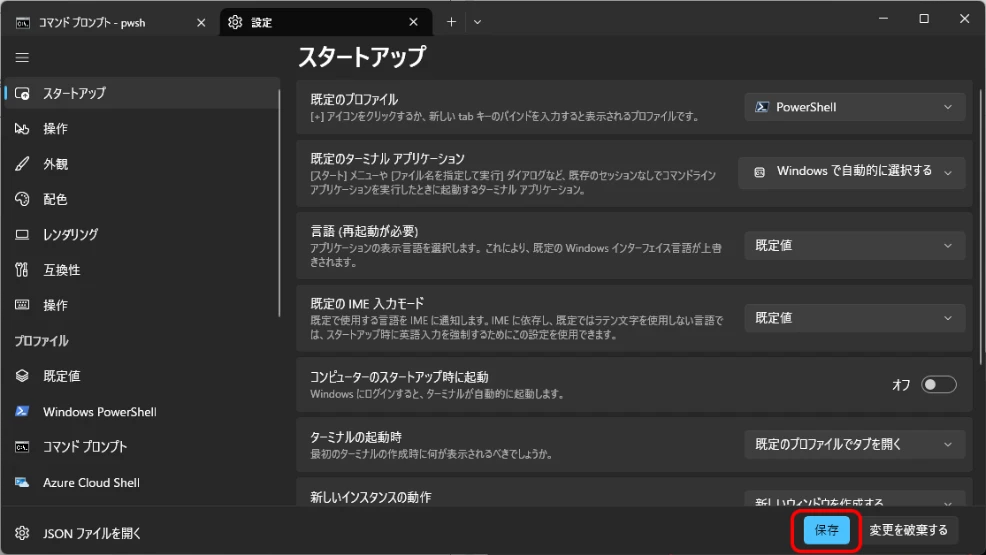 コマンド プロンプト - pwsh
設定
スタートアップ
スタートアップ
操作
外観
配色
レンダリング
互換性
操作
プロファイル
既定値
Windows PowerShell
コマンド プロンプト
Azure Cloud Shell
JSON ファイルを開く
既定のプロファイル
[+] アイコンをクリックするか、新しい tab キーのバインドを入力すると表示されるプロファイルです。
PowerShell
既定のターミナル アプリケーション
[スタート] メニューや [ファイル名を指定して実行] ダイアログなど、既存のセッションなしでコマンドライン
アプリケーションを実行したときに起動するターミナル アプリケーション。
Windows で自動的に選択する
言語 (再起動が必要)
アプリケーションの表示言語を選択します。これにより、既定の Windows インターフェイス言語が上書
きされます。
既定値
既定の IME 入力モード
既定で使用する言語を IME に通知します。IME に依存し、既定ではラテン文字を使用しない言語で
は、スタートアップ時に英語入力を強制するためにこの設定を使用できます。
既定値
コンピューターのスタートアップ時に起動
Windows にログインすると、ターミナルが自動的に起動します。
オフ
ターミナルの起動時
最初のターミナルの作成時に何が表示されるべきでしょうか。
既定のプロファイルでタブを開く
新しいインスタンスの動作
新しいウィンドウを作成する
保存
変更を破棄する